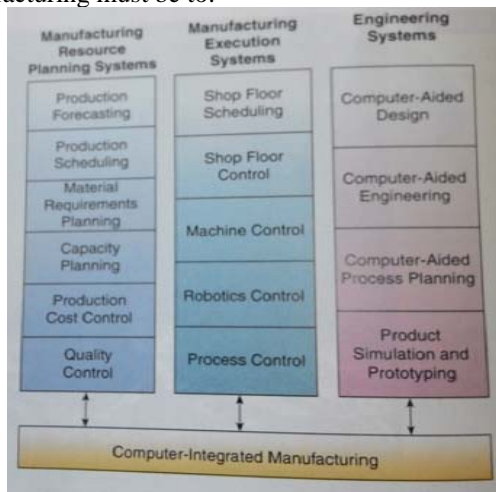 acturing must be to:
Manufacturing
Resource
Planning Systems
Production
Forecasting
Production
Scheduling
Material
Requirements
Planning
Capacity
Planning
Production
Cost Control
Quality
Control
Manufacturing
Execution
Systems
Shop Floor
Scheduling
Shop Floor
Control
Machine Control
Robotics Control
Process Control
Engineering
Systems
Computer-Aided
Design
Computer-Aided
Engineering
Computer-Aided
Process Planning
Product
Simulation and
Prototyping
Computer-Integrated Manufacturing